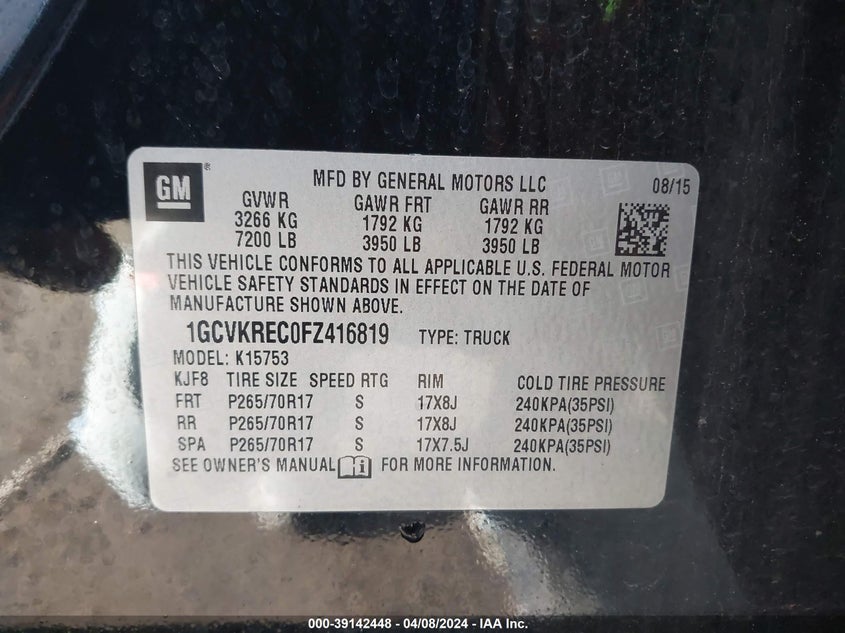 GM
MFD BY GENERAL MOTORS LLC 08/15
GVWR GAWR FRT GAWR RR
3266 KG 1792 KG 1792 KG
7200 LB 3950 LB 3950 LB
THIS VEHICLE CONFORMS TO ALL APPLICABLE U.S. FEDERAL MOTOR
VEHICLE SAFETY STANDARDS IN EFFECT ON THE DATE OF
MANUFACTURE SHOWN ABOVE.
1GCVKREC0FZ416819 TYPE: TRUCK
MODEL: K15753
KJF8 TIRE SIZE SPEED RTG RIM COLD TIRE PRESSURE
FRT P265/70R17 S 17X8J 240KPA(35PSI)
RR P265/70R17 S 17X8J 240KPA(35PSI)
SPA P265/70R17 S 17X7.5J 240KPA(35PSI)
SEE OWNER'S MANUAL FOR MORE INFORMATION.
000-39142448 - 04/08/2024 - IAA Inc.